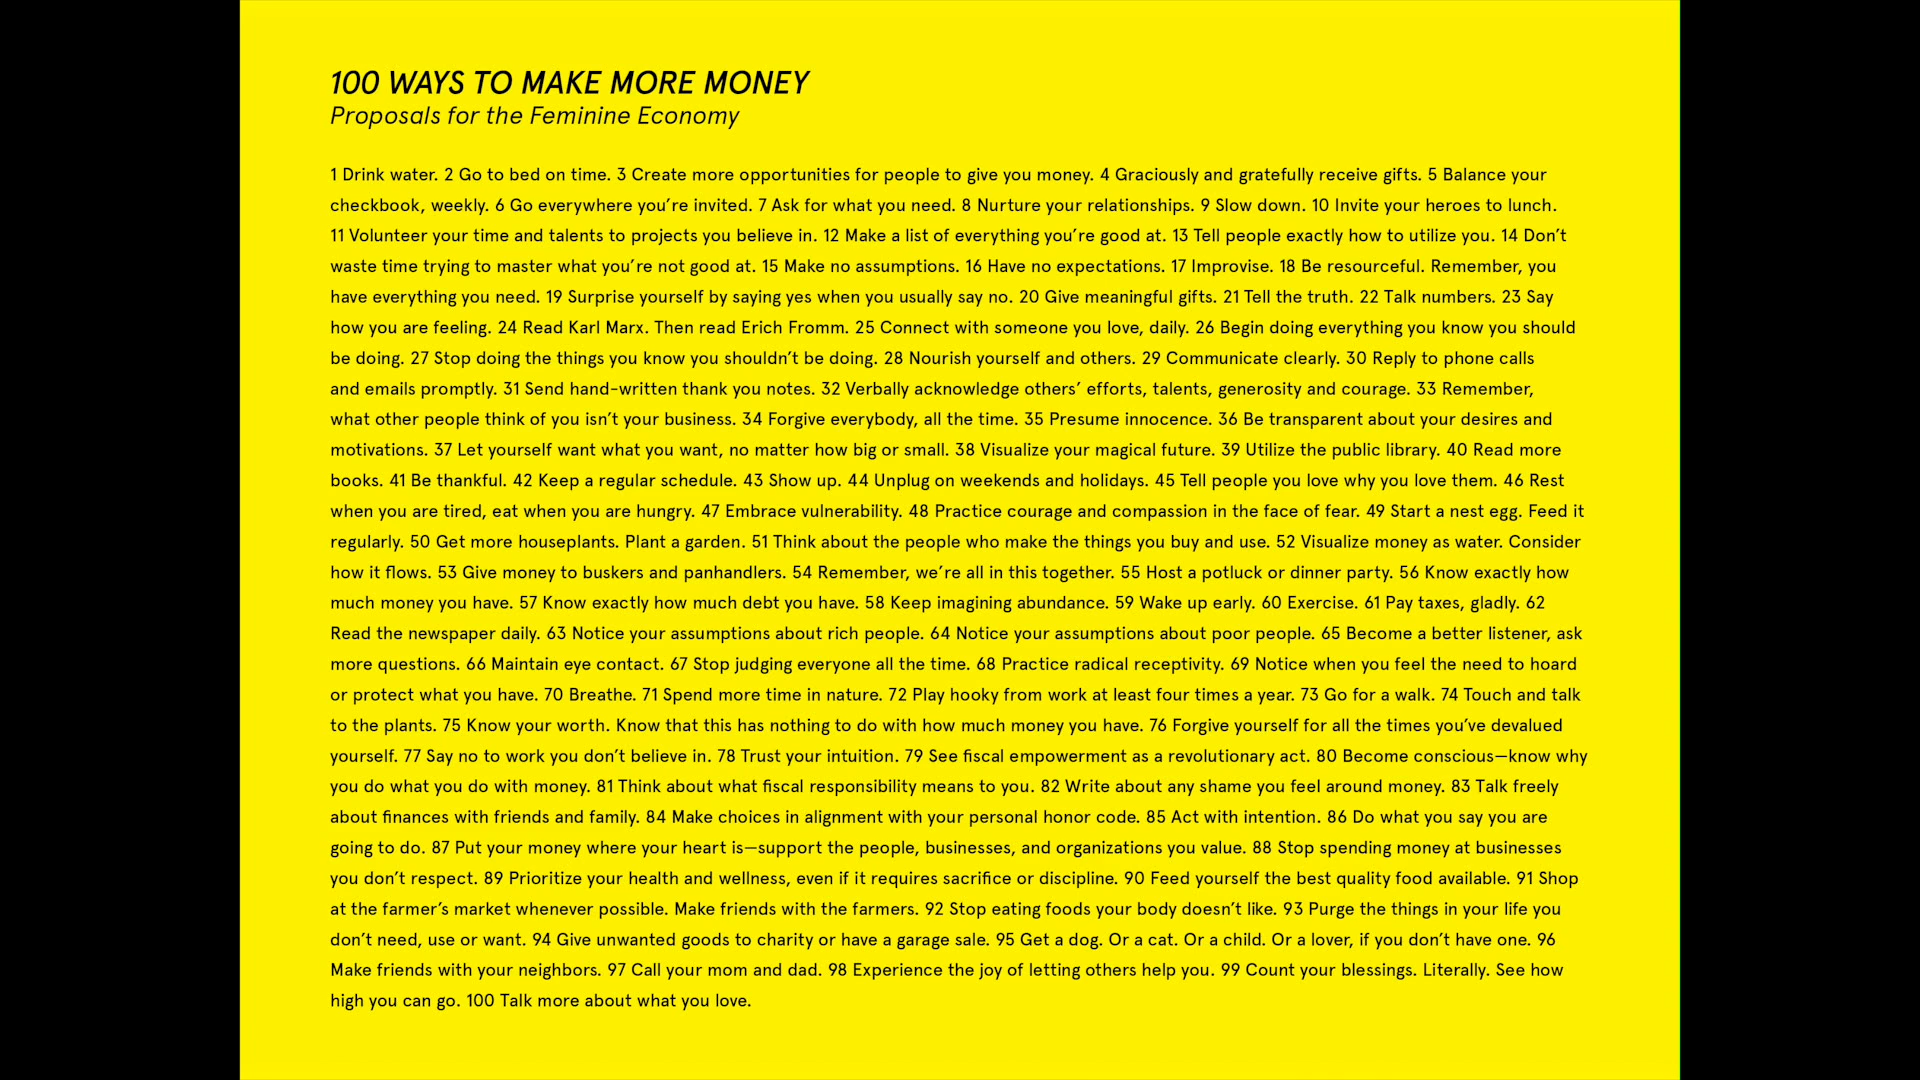 100 WAYS TO MAKE MORE MONEY
Proposals for the Feminine Economy
1 Drink water. 2 Go to bed on time. 3 Create more opportunities for people to give you money. 4 Graciously and gratefully receive gifts. 5 Balance your
checkbook, weekly. 6 Go everywhere you’re invited. 7 Ask for what you need. 8 Nurture your relationships. 9 Slow down. 10 Invite your heroes to lunch.
11 Volunteer your time and talents to projects you believe in. 12 Make a list of everything you’re good at. 13 Tell people exactly how to utilize you. 14 Don’t
waste time trying to master what you’re not good at. 15 Make no assumptions. 16 Have no expectations. 17 Improvise. 18 Be resourceful. Remember, you
have everything you need. 19 Surprise yourself by saying yes when you usually say no. 20 Give meaningful gifts. 21 Tell the truth. 22 Talk numbers. 23 Say
how you are feeling. 24 Read Karl Marx. Then read Erich Fromm. 25 Connect with someone you love, daily. 26 Begin doing everything you know you should
be doing. 27 Stop doing the things you know you shouldn’t be doing. 28 Nourish yourself and others. 29 Communicate clearly. 30 Reply to phone calls
and emails promptly. 31 Send hand-written thank you notes. 32 Verbally acknowledge others’ efforts, talents, generosity and courage. 33 Remember,
what other people think of you isn’t your business. 34 Forgive everybody, all the time. 35 Presume innocence. 36 Be transparent about your desires and
motivations. 37 Let yourself want what you want, no matter how big or small. 38 Visualize your magical future. 39 Utilize the public library. 40 Read more
books. 41 Be thankful. 42 Keep a regular schedule. 43 Show up. 44 Unplug on weekends and holidays. 45 Tell people you love why you love them. 46 Rest
when you are tired, eat when you are hungry. 47 Embrace vulnerability. 48 Practice courage and compassion in the face of fear. 49 Start a nest egg. Feed it
regularly. 50 Get more houseplants. Plant a garden. 51 Think about the people who make the things you buy and use. 52 Visualize money as water. Consider
how it flows. 53 Give money to buskers and panhandlers. 54 Remember, we’re all in this together. 55 Host a potluck or dinner party. 56 Know exactly how
much money you have. 57 Know exactly how much debt you have. 58 Keep imagining abundance. 59 Wake up early. 60 Exercise. 61 Pay taxes, gladly. 62
Read the newspaper daily. 63 Notice your assumptions about rich people. 64 Notice your assumptions about poor people. 65 Become a better listener, ask
more questions. 66 Maintain eye contact. 67 Stop judging everyone all the time. 68 Practice radical receptivity. 69 Notice when you feel the need to hoard
or protect what you have. 70 Breathe. 71 Spend more time in nature. 72 Play hooky from work at least four times a year. 73 Go for a walk. 74 Touch and talk
to the plants. 75 Know your worth. Know that this has nothing to do with how much money you have. 76 Forgive yourself for all the times you’ve devalued
yourself. 77 Say no to work you don’t believe in. 78 Trust your intuition. 79 See fiscal empowerment as a revolutionary act. 80 Become conscious—know why
you do what you do with money. 81 Think about what fiscal responsibility means to you. 82 Write about any shame you feel around money. 83 Talk freely
about finances with friends and family. 84 Make choices in alignment with your personal honor code. 85 Act with intention. 86 Do what you say you are
going to do. 87 Put your money where your heart is—support the people, businesses, and organizations you value. 88 Stop spending money at businesses
you don’t respect. 89 Prioritize your health and wellness, even if it requires sacrifice or discipline. 90 Feed yourself the best quality food available. 91 Shop
at the farmer’s market whenever possible. Make friends with the farmers. 92 Stop eating foods your body doesn’t like. 93 Purge the things in your life you
don’t need, use or want. 94 Give unwanted goods to charity or have a garage sale. 95 Get a dog. Or a cat. Or a child. Or a lover, if you don’t have one. 96
Make friends with your neighbors. 97 Call your mom and dad. 98 Experience the joy of letting others help you. 99 Count your blessings. Literally. See how
high you can go. 100 Talk more about what you love.